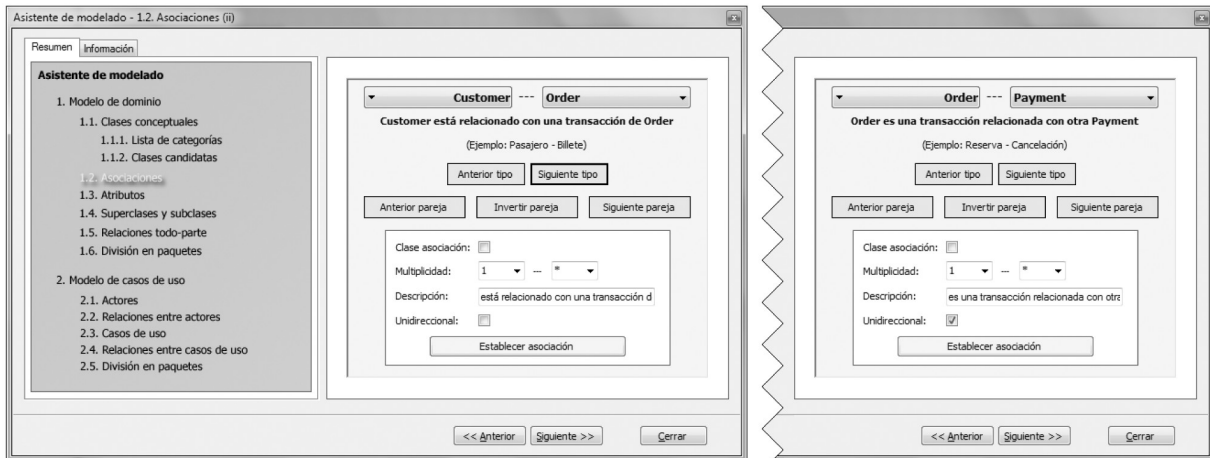 Asistente de modelado - 1.2. Asociaciones (ii)
Resumen Información
Asistente de modelado
1. Modelo de dominio
1.1. Clases conceptuales
1.1.1. Lista de categorías
1.1.2. Clases candidatas
1.2. Asociaciones
1.3. Atributos
1.4. Superclases y subclases
1.5. Relaciones todo-parte
1.6. División en paquetes
2. Modelo de casos de uso
2.1. Actores
2.2. Relaciones entre actores
2.3. Casos de uso
2.4. Relaciones entre casos de uso
2.5. División en paquetes
Customer --- Order
Customer está relacionado con una transacción de Order
(Ejemplo: Pasajero - Billete)
Anterior tipo Siguiente tipo
Anterior pareja Invertir pareja Siguiente pareja
Clase asociación:
Multiplicidad: 1 --- *
Descripción: está relacionado con una transacción d
Unidireccional:
Establecer asociación
<< Anterior Siguiente >> Cerrar
Order --- Payment
Order es una transacción relacionada con otra Payment
(Ejemplo: Reserva - Cancelación)
Anterior tipo Siguiente tipo
Anterior pareja Invertir pareja Siguiente pareja
Clase asociación:
Multiplicidad: 1 --- *
Descripción: es una transacción relacionada con otra
Unidireccional:
Establecer asociación
<< Anterior Siguiente >> Cerrar